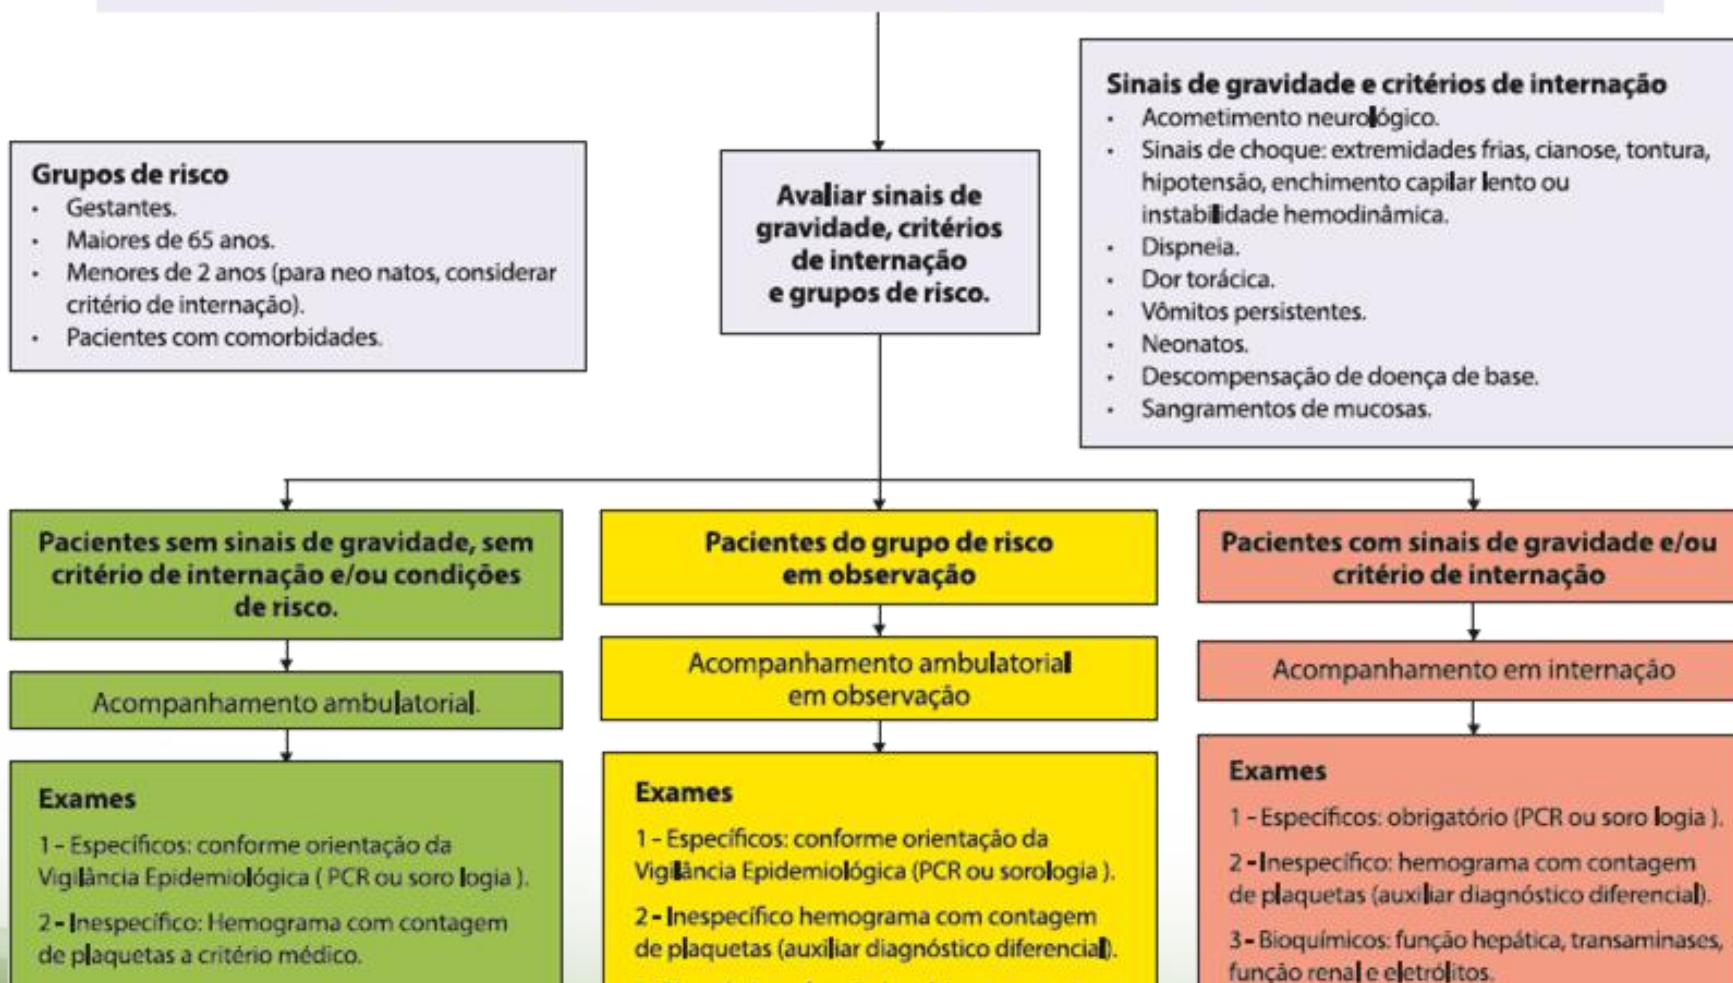 Grupos de risco
• Gestantes.
• Maiores de 65 anos.
• Menores de 2 anos (para neo natos, considerar
critério de internação).
• Pacientes com comorbidades.
Avaliar sinais de
gravidade, critérios
de internação
e grupos de risco.
Sinais de gravidade e critérios de internação
• Acometimento neurológico.
• Sinais de choque: extremidades frias, cianose, tontura,
hipotensão, enchimento capilar lento ou
instabilidade hemodinâmica.
• Dispneia.
• Dor torácica.
• Vômitos persistentes.
• Neonatos.
• Descompensação de doença de base.
• Sangramentos de mucosas.
Pacientes sem sinais de gravidade, sem
critério de internação e/ou condições
de risco.
Acompanhamento ambulatorial.
Exames
1 - Específicos: conforme orientação da
Vigilância Epidemiológica ( PCR ou soro logia ).
2 - Inespecífico: Hemograma com contagem
de plaquetas a critério médico.
Pacientes do grupo de risco
em observação
Acompanhamento ambulatorial
em observação
Exames
1 - Específicos: conforme orientação da
Vigilância Epidemiológica (PCR ou sorologia ).
2 - Inespecífico hemograma com contagem
de plaquetas (auxiliar diagnóstico diferencial).
Pacientes com sinais de gravidade e/ou
critério de internação
Acompanhamento em internação
Exames
1 - Específicos: obrigatório (PCR ou soro logia ).
2 - Inespecífico: hemograma com contagem
de plaquetas (auxiliar diagnóstico diferencial).
3 - Bioquímicos: função hepática, transaminases,
função renal e eletrólitos.